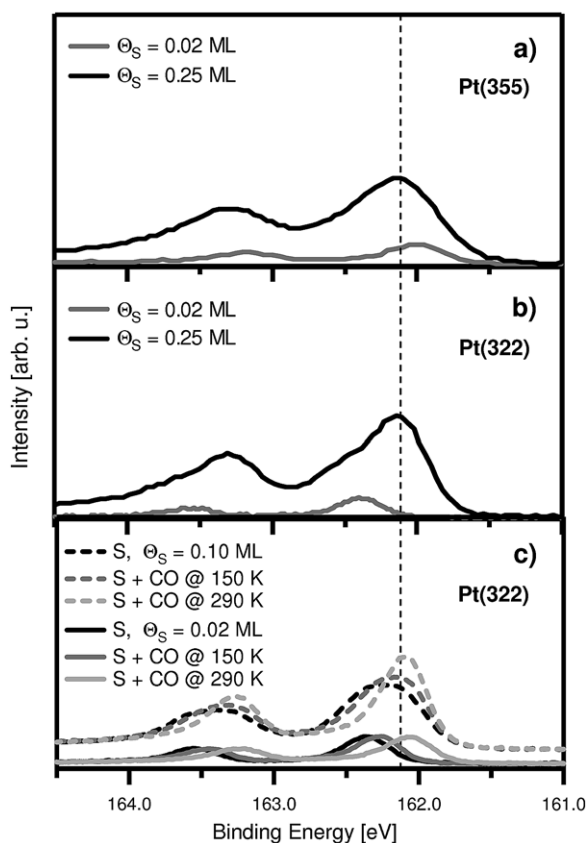 Θ_S = 0.02 ML
Θ_S = 0.25 ML
a)
Pt(355)
Θ_S = 0.02 ML
Θ_S = 0.25 ML
b)
Pt(322)
S, Θ_S = 0.10 ML
S + CO @ 150 K
S + CO @ 290 K
S, Θ_S = 0.02 ML
S + CO @ 150 K
S + CO @ 290 K
c)
Pt(322)
Intensity [arb. u.]
164.0 163.0 162.0 161.0
Binding Energy [eV]